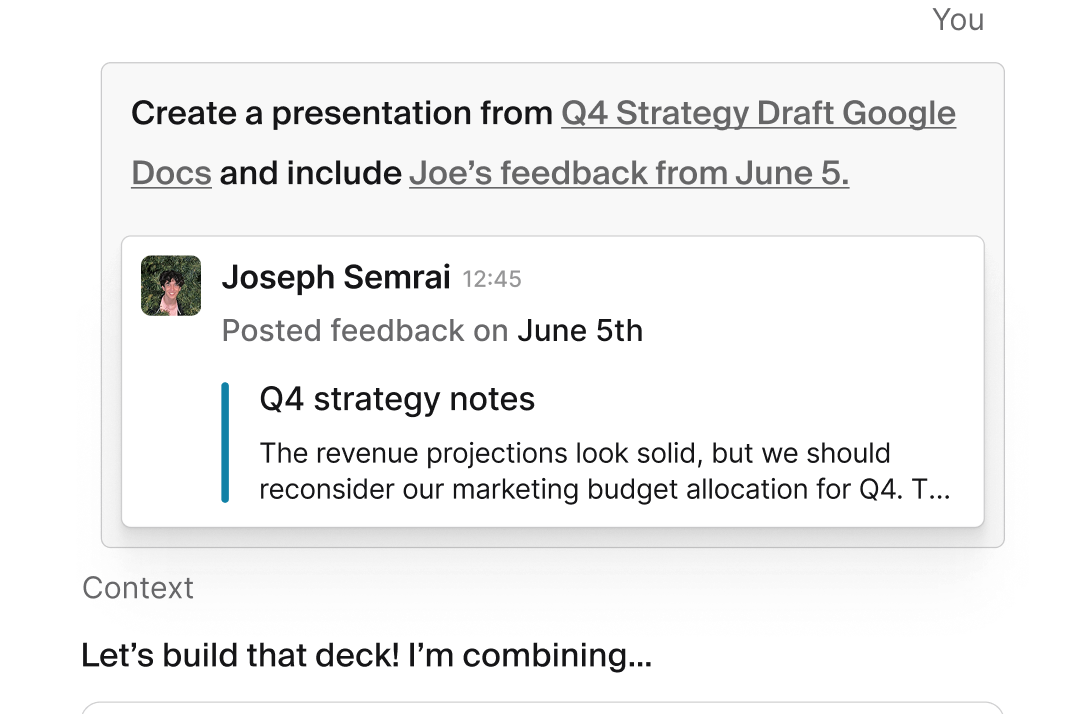 You
Create a presentation from Q4 Strategy Draft Google
Docs and include Joe’s feedback from June 5.
Joseph Semrai 12:45
Posted feedback on June 5th
Q4 strategy notes
The revenue projections look solid, but we should
reconsider our marketing budget allocation for Q4. T...
Context
Let’s build that deck! I’m combining...